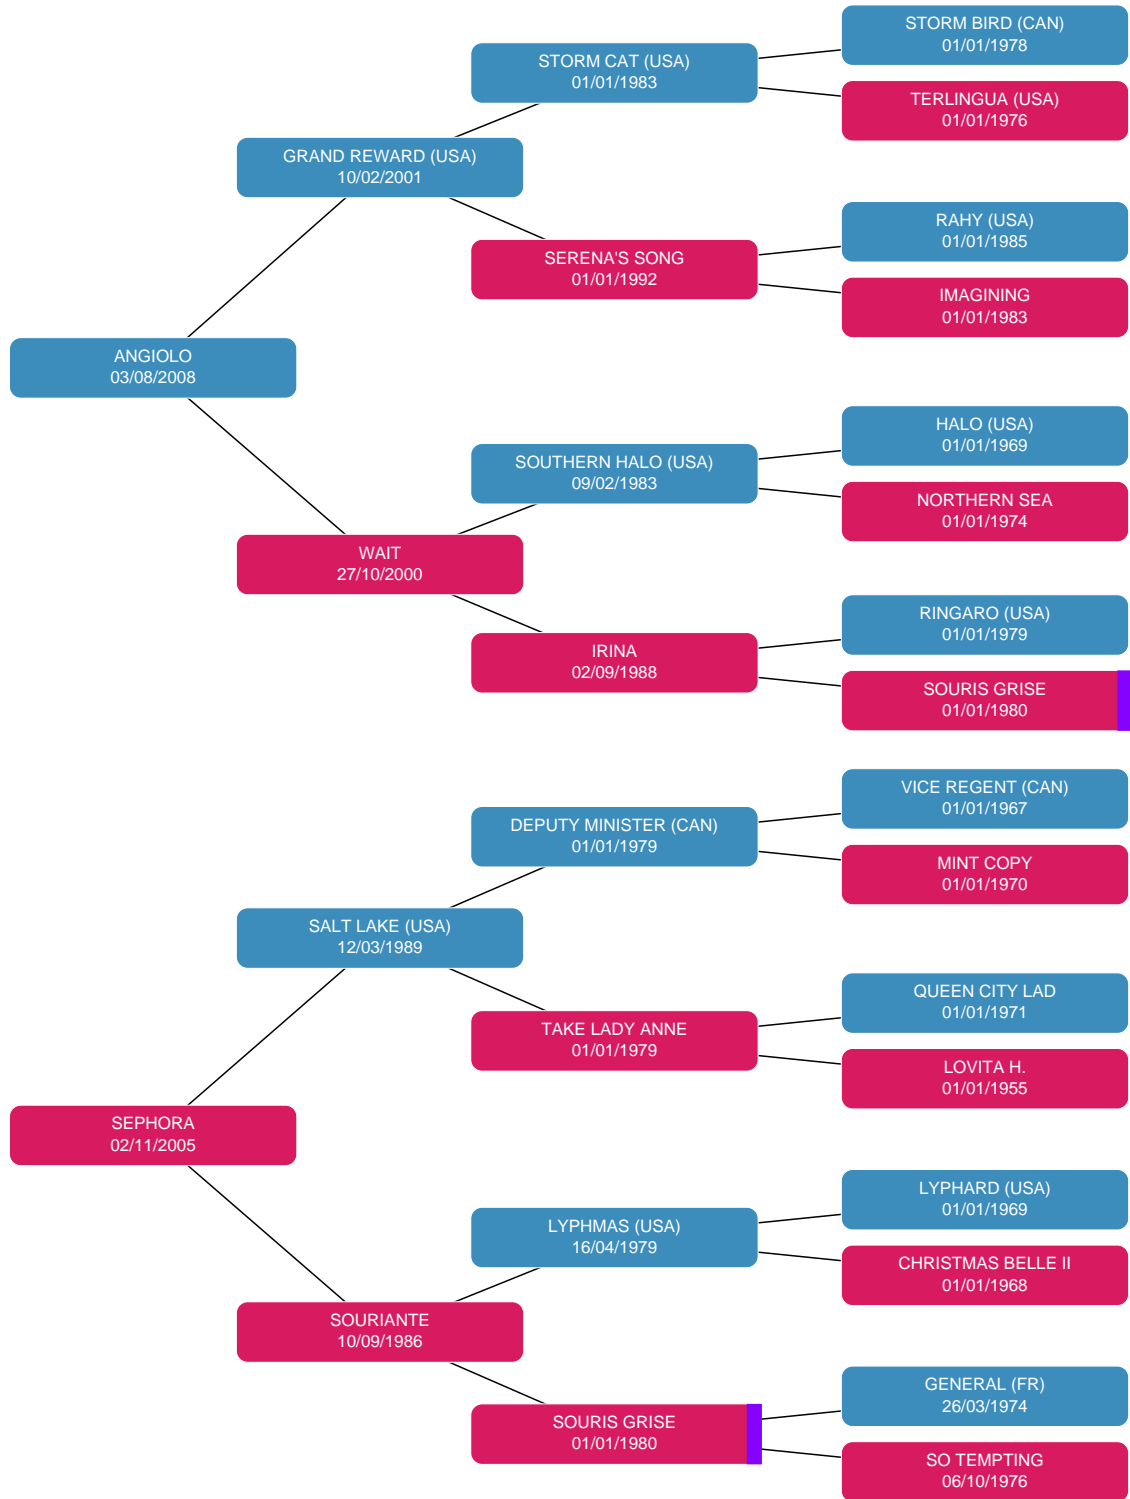 STORM BIRD (CAN)
01/01/1978
STORM CAT (USA)
01/01/1983
TERLINGUA (USA)
01/01/1976
GRAND REWARD (USA)
10/02/2001
RAHY (USA)
01/01/1985
SERENA'S SONG
01/01/1992
IMAGINING
01/01/1983
ANGIOLO
03/08/2008
HALO (USA)
01/01/1969
SOUTHERN HALO (USA)
09/02/1983
NORTHERN SEA
01/01/1974
WAIT
27/10/2000
RINGARO (USA)
01/01/1979
IRINA
02/09/1988
SOURIS GRISE
01/01/1980
VICE REGENT (CAN)
01/01/1967
DEPUTY MINISTER (CAN)
01/01/1979
MINT COPY
01/01/1970
SALT LAKE (USA)
12/03/1989
QUEEN CITY LAD
01/01/1971
TAKE LADY ANNE
01/01/1979
LOVITA H.
01/01/1955
SEPHORA
02/11/2005
LYPHARD (USA)
01/01/1969
LYPHMAS (USA)
16/04/1979
CHRISTMAS BELLE II
01/01/1968
SOURIANTE
10/09/1986
GENERAL (FR)
26/03/1974
SOURIS GRISE
01/01/1980
SO TEMPTING
06/10/1976